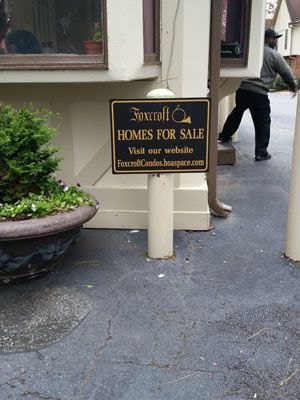 Foxcroft
HOMES FOR SALE
Visit our website
FoxcroftCondos.hoaspace.com